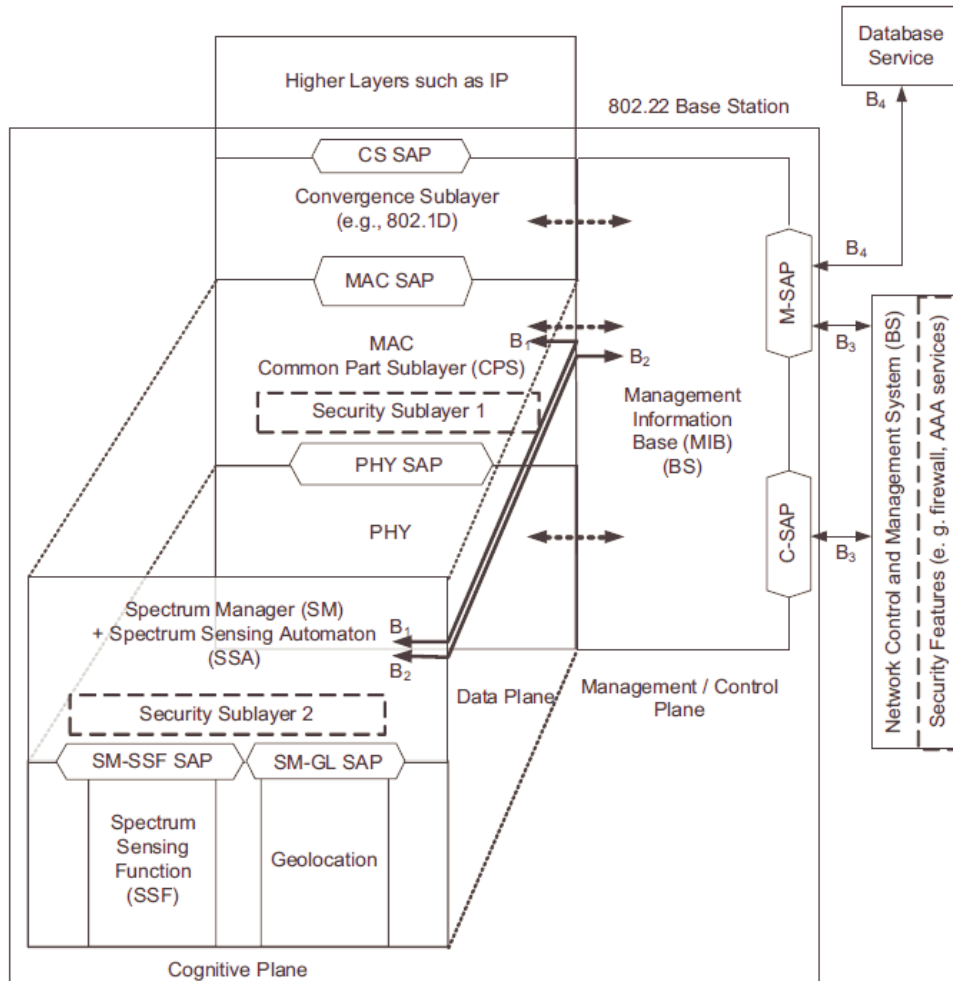 Database
Service
B4
Higher Layers such as IP
802.22 Base Station
CS SAP
Convergence Sublayer
(e.g., 802.1D)
B4
MAC SAP
M-SAP
MAC
Common Part Sublayer (CPS)
B1
B2
B3
Security Sublayer 1
Management
Information
Base (MIB)
(BS)
PHY SAP
PHY
C-SAP
B3
Network Control and Management System (BS)
Security Features (e. g. firewall, AAA services)
Spectrum Manager (SM)
+ Spectrum Sensing Automaton
(SSA)
B1
B2
Data Plane
Management / Control
Plane
Security Sublayer 2
SM-SSF SAP
SM-GL SAP
Spectrum
Sensing
Function
(SSF)
Geolocation
Cognitive Plane